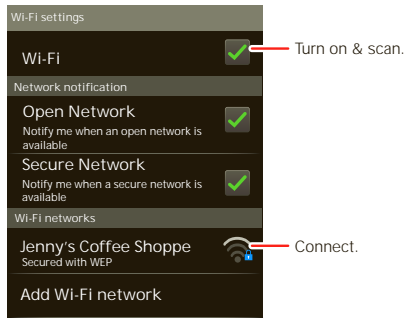 Wi-Fi settings
Wi-Fi
Turn on & scan.
Network notification
Open Network
Notify me when an open network is
available
Secure Network
Notify me when a secure network is
available
Wi-Fi networks
Jenny's Coffee Shoppe
Secured with WEP
Connect.
Add Wi-Fi network